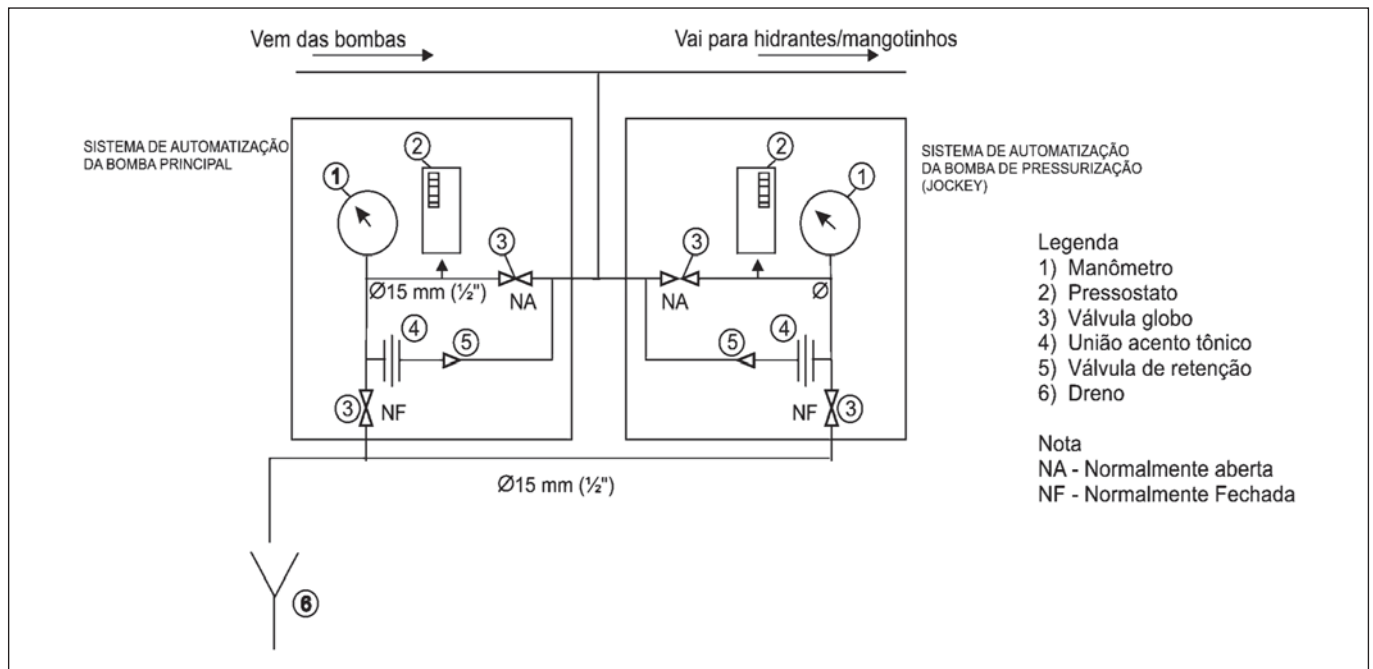 Vem das bombas
Vai para hidrantes/mangotinhos
SISTEMA DE AUTOMATIZAÇÃO
DA BOMBA PRINCIPAL
1
2
3
Ø15 mm (½")
NA
4
5
3
NF
2
1
3
NA
Ø
4
5
NF
3
SISTEMA DE AUTOMATIZAÇÃO
DA BOMBA DE PRESSURIZAÇÃO
(JOCKEY)
Ø15 mm (½")
6
Legenda
1) Manômetro
2) Pressostato
3) Válvula globo
4) União acento tônico
5) Válvula de retenção
6) Dreno
Nota
NA - Normalmente aberta
NF - Normalmente Fechada